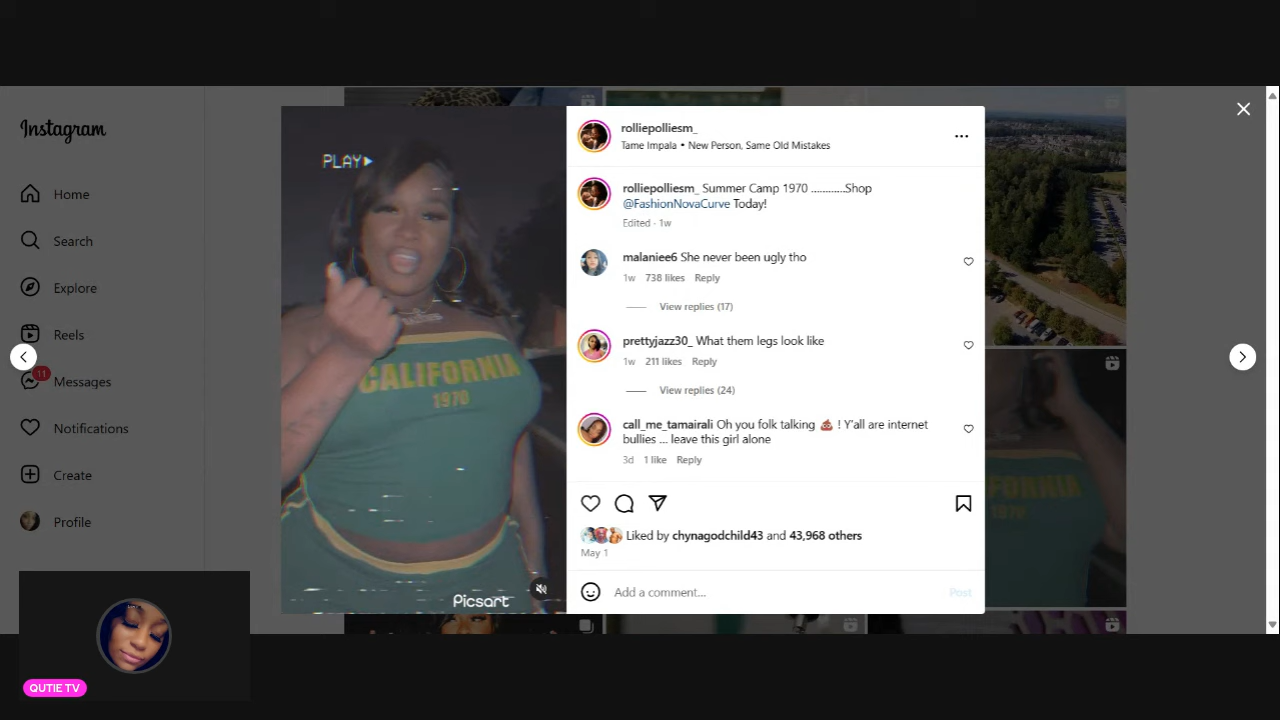 Instagram
Home
Search
Explore
Reels
11
Messages
Notifications
Create
Profile
QUTIE TV
PLAY
CALIFORNIA
1970
Picsart
rolliepolliesm_
Tame Impala • New Person, Same Old Mistakes
rolliepolliesm_ Summer Camp 1970 ............Shop
@FashionNovaCurve Today!
Edited · 1w
malaniee6 She never been ugly tho
1w 738 likes Reply
View replies (17)
prettyjazz30_ What them legs look like
1w 211 likes Reply
View replies (24)
call_me_tamairali Oh you folk talking 💩 ! Y'all are internet
bullies ... leave this girl alone
3d 1 like Reply
Liked by chynagodchild43 and 43,968 others
May 1
Add a comment...
Post
1970